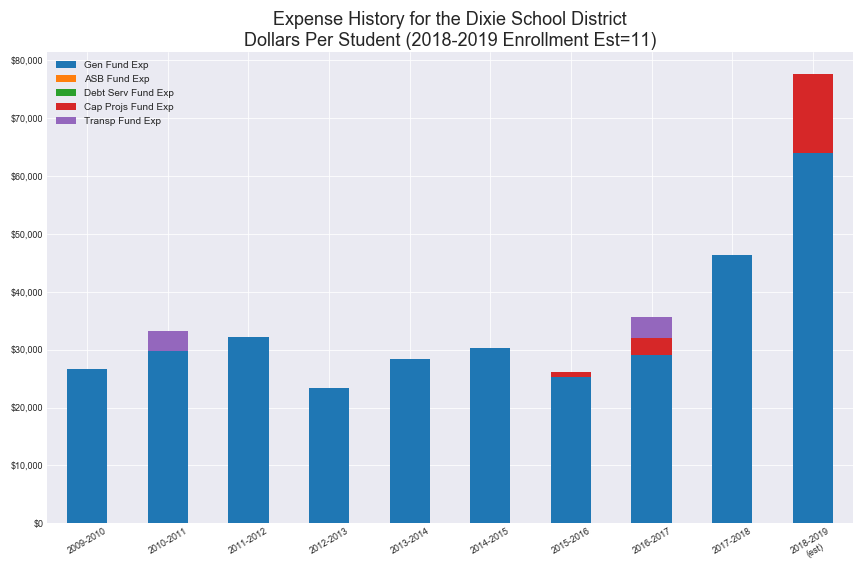 Expense History for the Dixie School District
Dollars Per Student (2018-2019 Enrollment Est=11)
Gen Fund Exp
ASB Fund Exp
Debt Serv Fund Exp
Cap Projs Fund Exp
Transp Fund Exp
$80,000
$70,000
$60,000
$50,000
$40,000
$30,000
$20,000
$10,000
$0
2009-2010
2010-2011
2011-2012
2012-2013
2013-2014
2014-2015
2015-2016
2016-2017
2017-2018
2018-2019
(est)